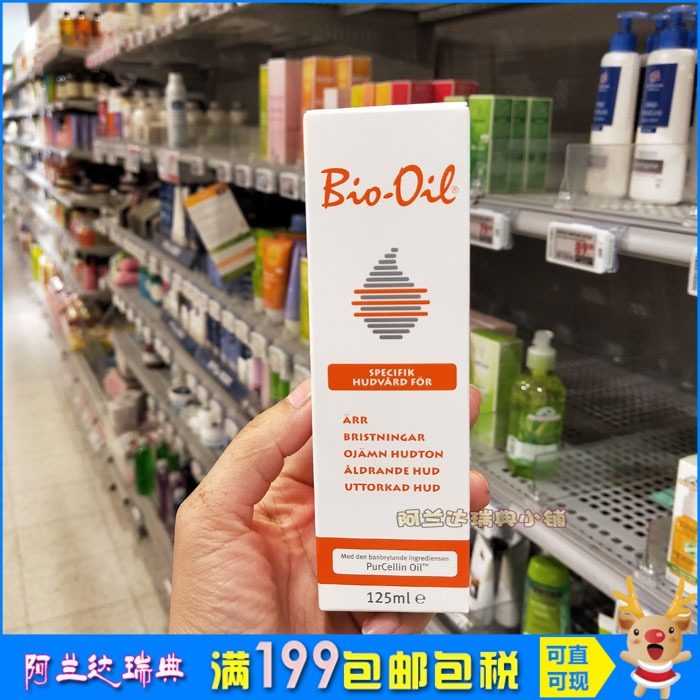 Bio-Oil®
SPECIFIK
HUDVÅRD FÖR
ÄRR
BRISTNINGAR
OJÄMN HUDTON
ÅLDRANDE HUD
UTTORKAD HUD
阿兰达瑞典小铺
Med den banbrytande ingrediensen
PurCellin Oil™
125ml ℮
阿兰达瑞典
满199包邮包税
可直
可现